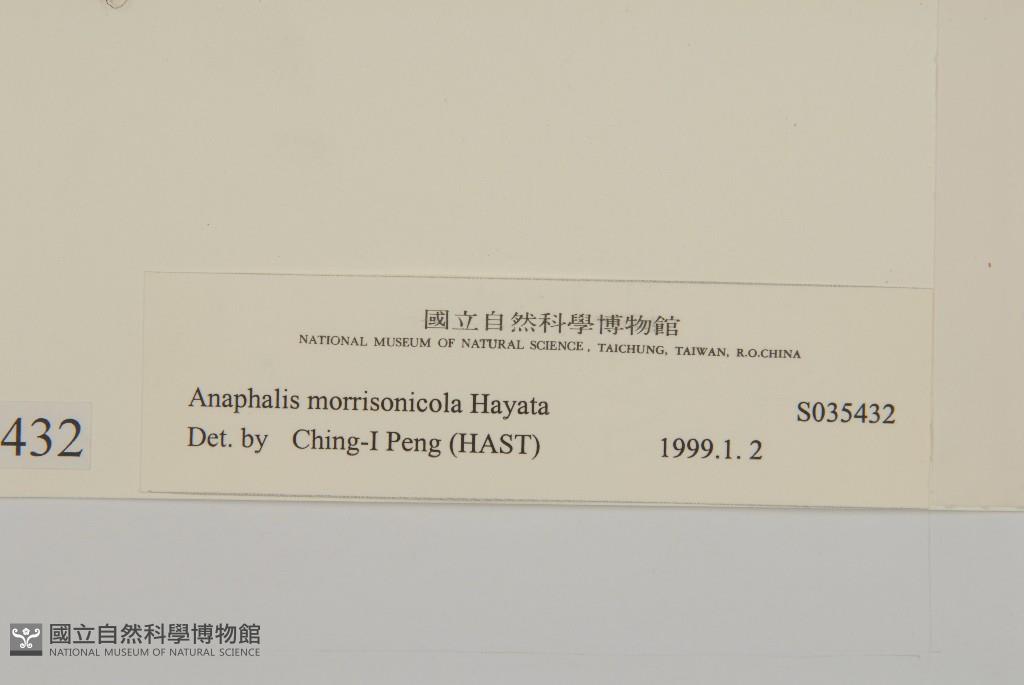 國立自然科學博物館
NATIONAL MUSEUM OF NATURAL SCIENCE, TAICHUNG, TAIWAN, R.O.CHINA
Anaphalis morrisonicola Hayata S035432
Det. by Ching-I Peng (HAST) 1999.1. 2
432
國立自然科學博物館
NATIONAL MUSEUM OF NATURAL SCIENCE